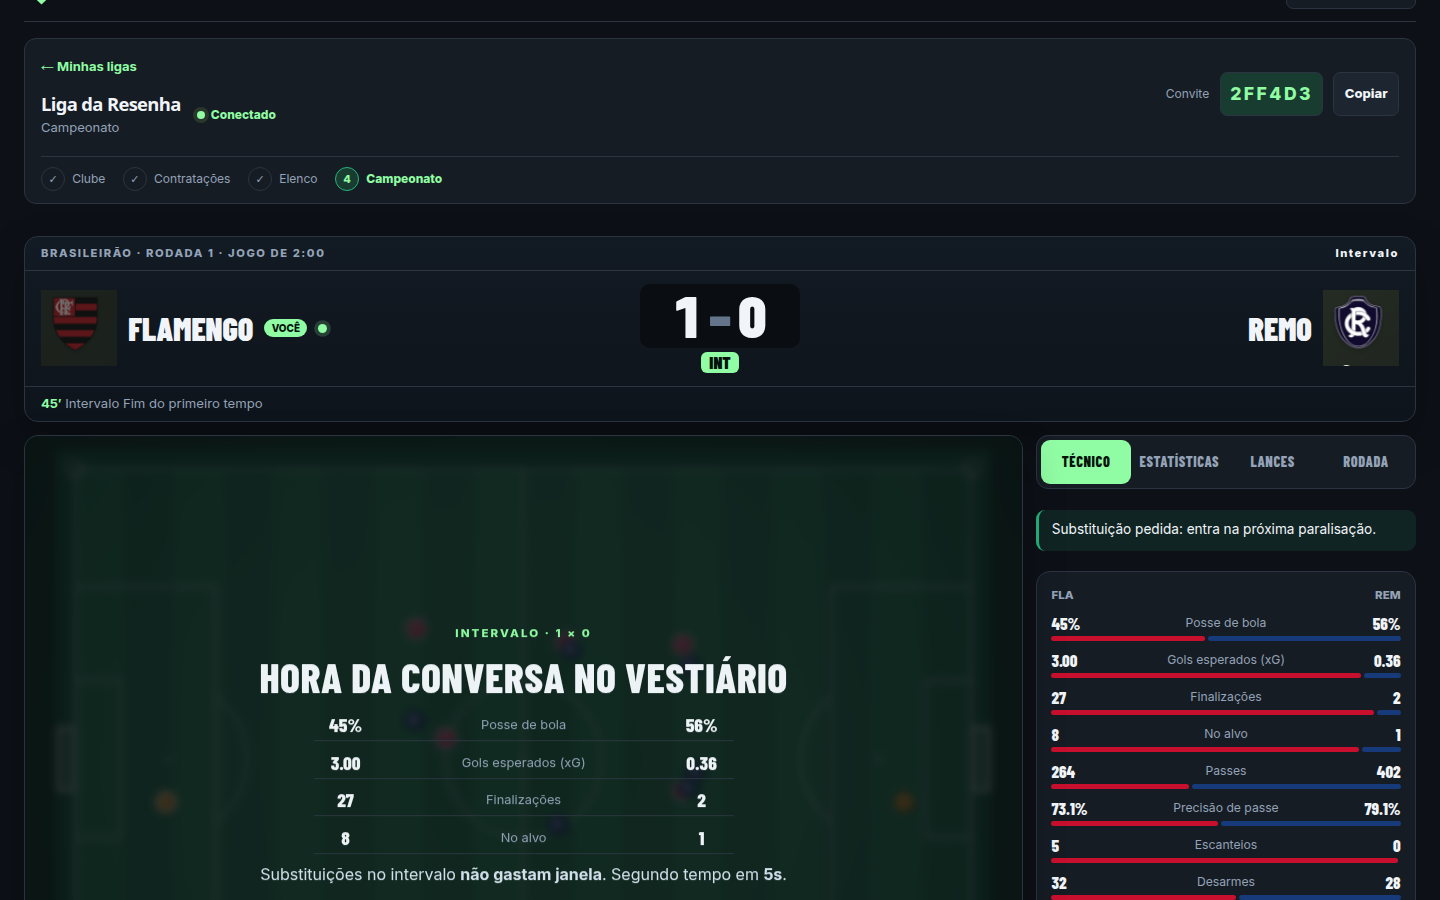 ← Minhas ligas
Liga da Resenha
Conectado
Campeonato
Convite
2FF4D3
Copiar
✓ Clube
✓ Contratações
✓ Elenco
4 Campeonato
BRASILEIRÃO · RODADA 1 · JOGO DE 2:00
Intervalo
FLAMENGO
VOCÊ
1 - 0
INT
REMO
45’ Intervalo Fim do primeiro tempo
INTERVALO · 1 × 0
HORA DA CONVERSA NO VESTIÁRIO
45% Posse de bola 56%
3.00 Gols esperados (xG) 0.36
27 Finalizações 2
8 No alvo 1
Substituições no intervalo não gastam janela. Segundo tempo em 5s.
TÉCNICO
ESTATÍSTICAS
LANCES
RODADA
Substituição pedida: entra na próxima paralisação.
FLA REM
45% Posse de bola 56%
3.00 Gols esperados (xG) 0.36
27 Finalizações 2
8 No alvo 1
264 Passes 402
73.1% Precisão de passe 79.1%
5 Escanteios 0
32 Desarmes 28